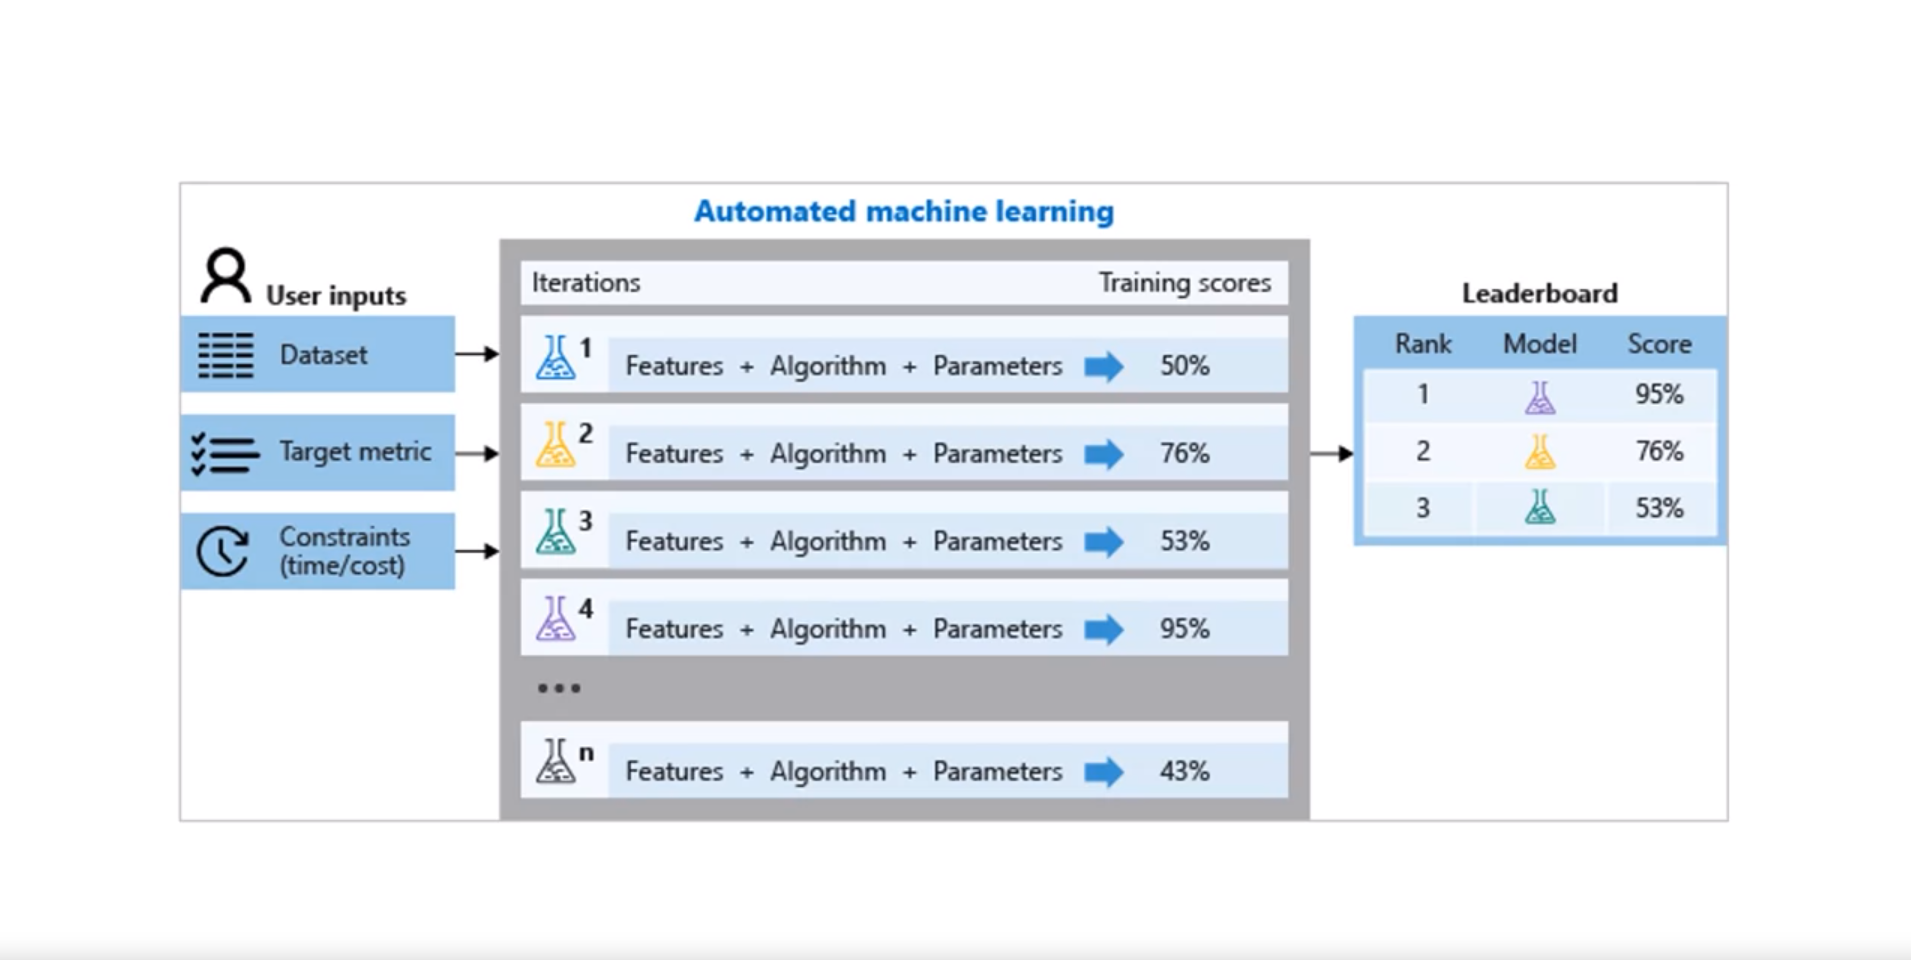 Automated machine learning
User inputs
Dataset
Target metric
Constraints
(time/cost)
Iterations Training scores
1 Features + Algorithm + Parameters 50%
2 Features + Algorithm + Parameters 76%
3 Features + Algorithm + Parameters 53%
4 Features + Algorithm + Parameters 95%
...
n Features + Algorithm + Parameters 43%
Leaderboard
Rank Model Score
1 95%
2 76%
3 53%